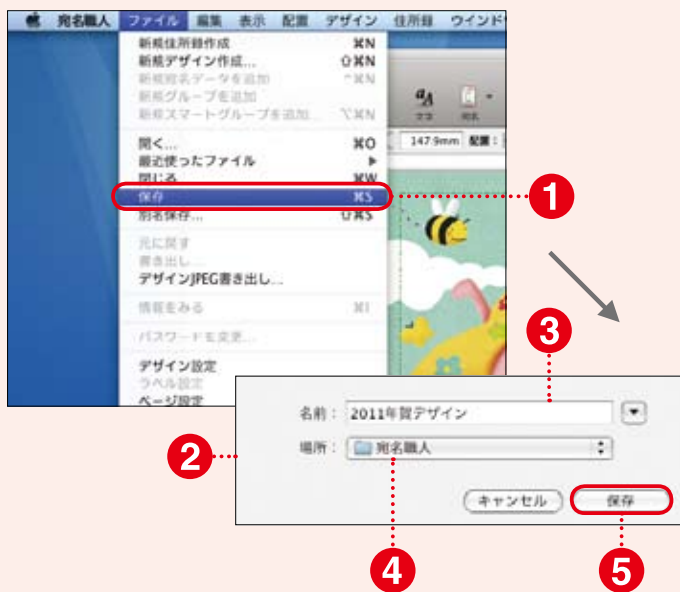 宛名職人 ファイル 編集 表示 配置 デザイン 住所録 ウインド
新規住所録作成 ⌘N
新規デザイン作成... ⇧⌘N
新規宛名データを追加 ⌃⌘N
新規グループを追加
新規スマートグループを追加... ⌥⌘N
開く... ⌘O
最近使ったファイル ▶
閉じる ⌘W
保存 ⌘S
別名保存... ⇧⌘S
元に戻す
書き出し...
デザインJPEG書き出し...
情報をみる ⌘I
パスワードを変更...
デザイン設定
ラベル設定
ページ設定
文字 宛名
147.9mm 配置:
1
2
3
名前: 2011年賀デザイン
場所: 宛名職人
キャンセル 保存
4
5